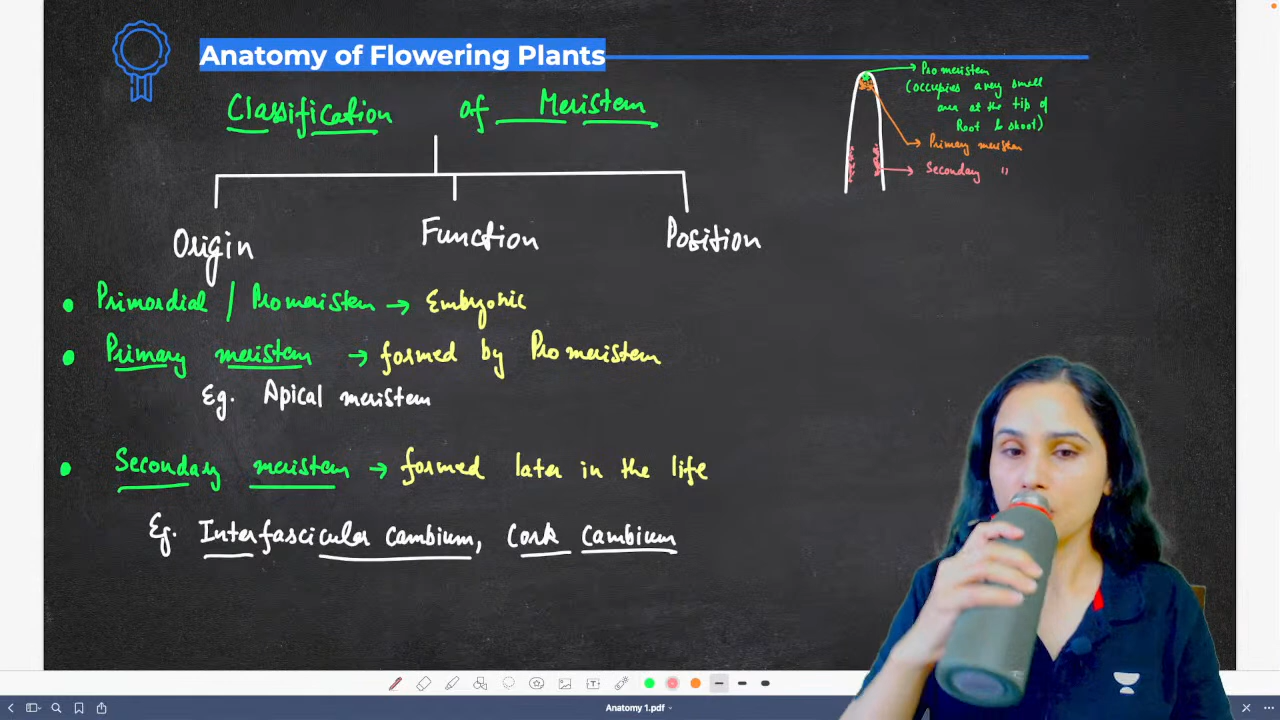 Anatomy of Flowering Plants
Classification of Meristem
Origin Function Position
Primordial / Promeristem → Embryonic
Primary meristem → formed by Promeristem
Eg. Apical meristem
Secondary meristem → formed later in the life
Eg. Interfascicular cambium, Cork Cambium
Promeristem
(occupies a very small
area at the tip of
Root & shoot)
Primary meristem
Secondary "
Anatomy 1.pdf